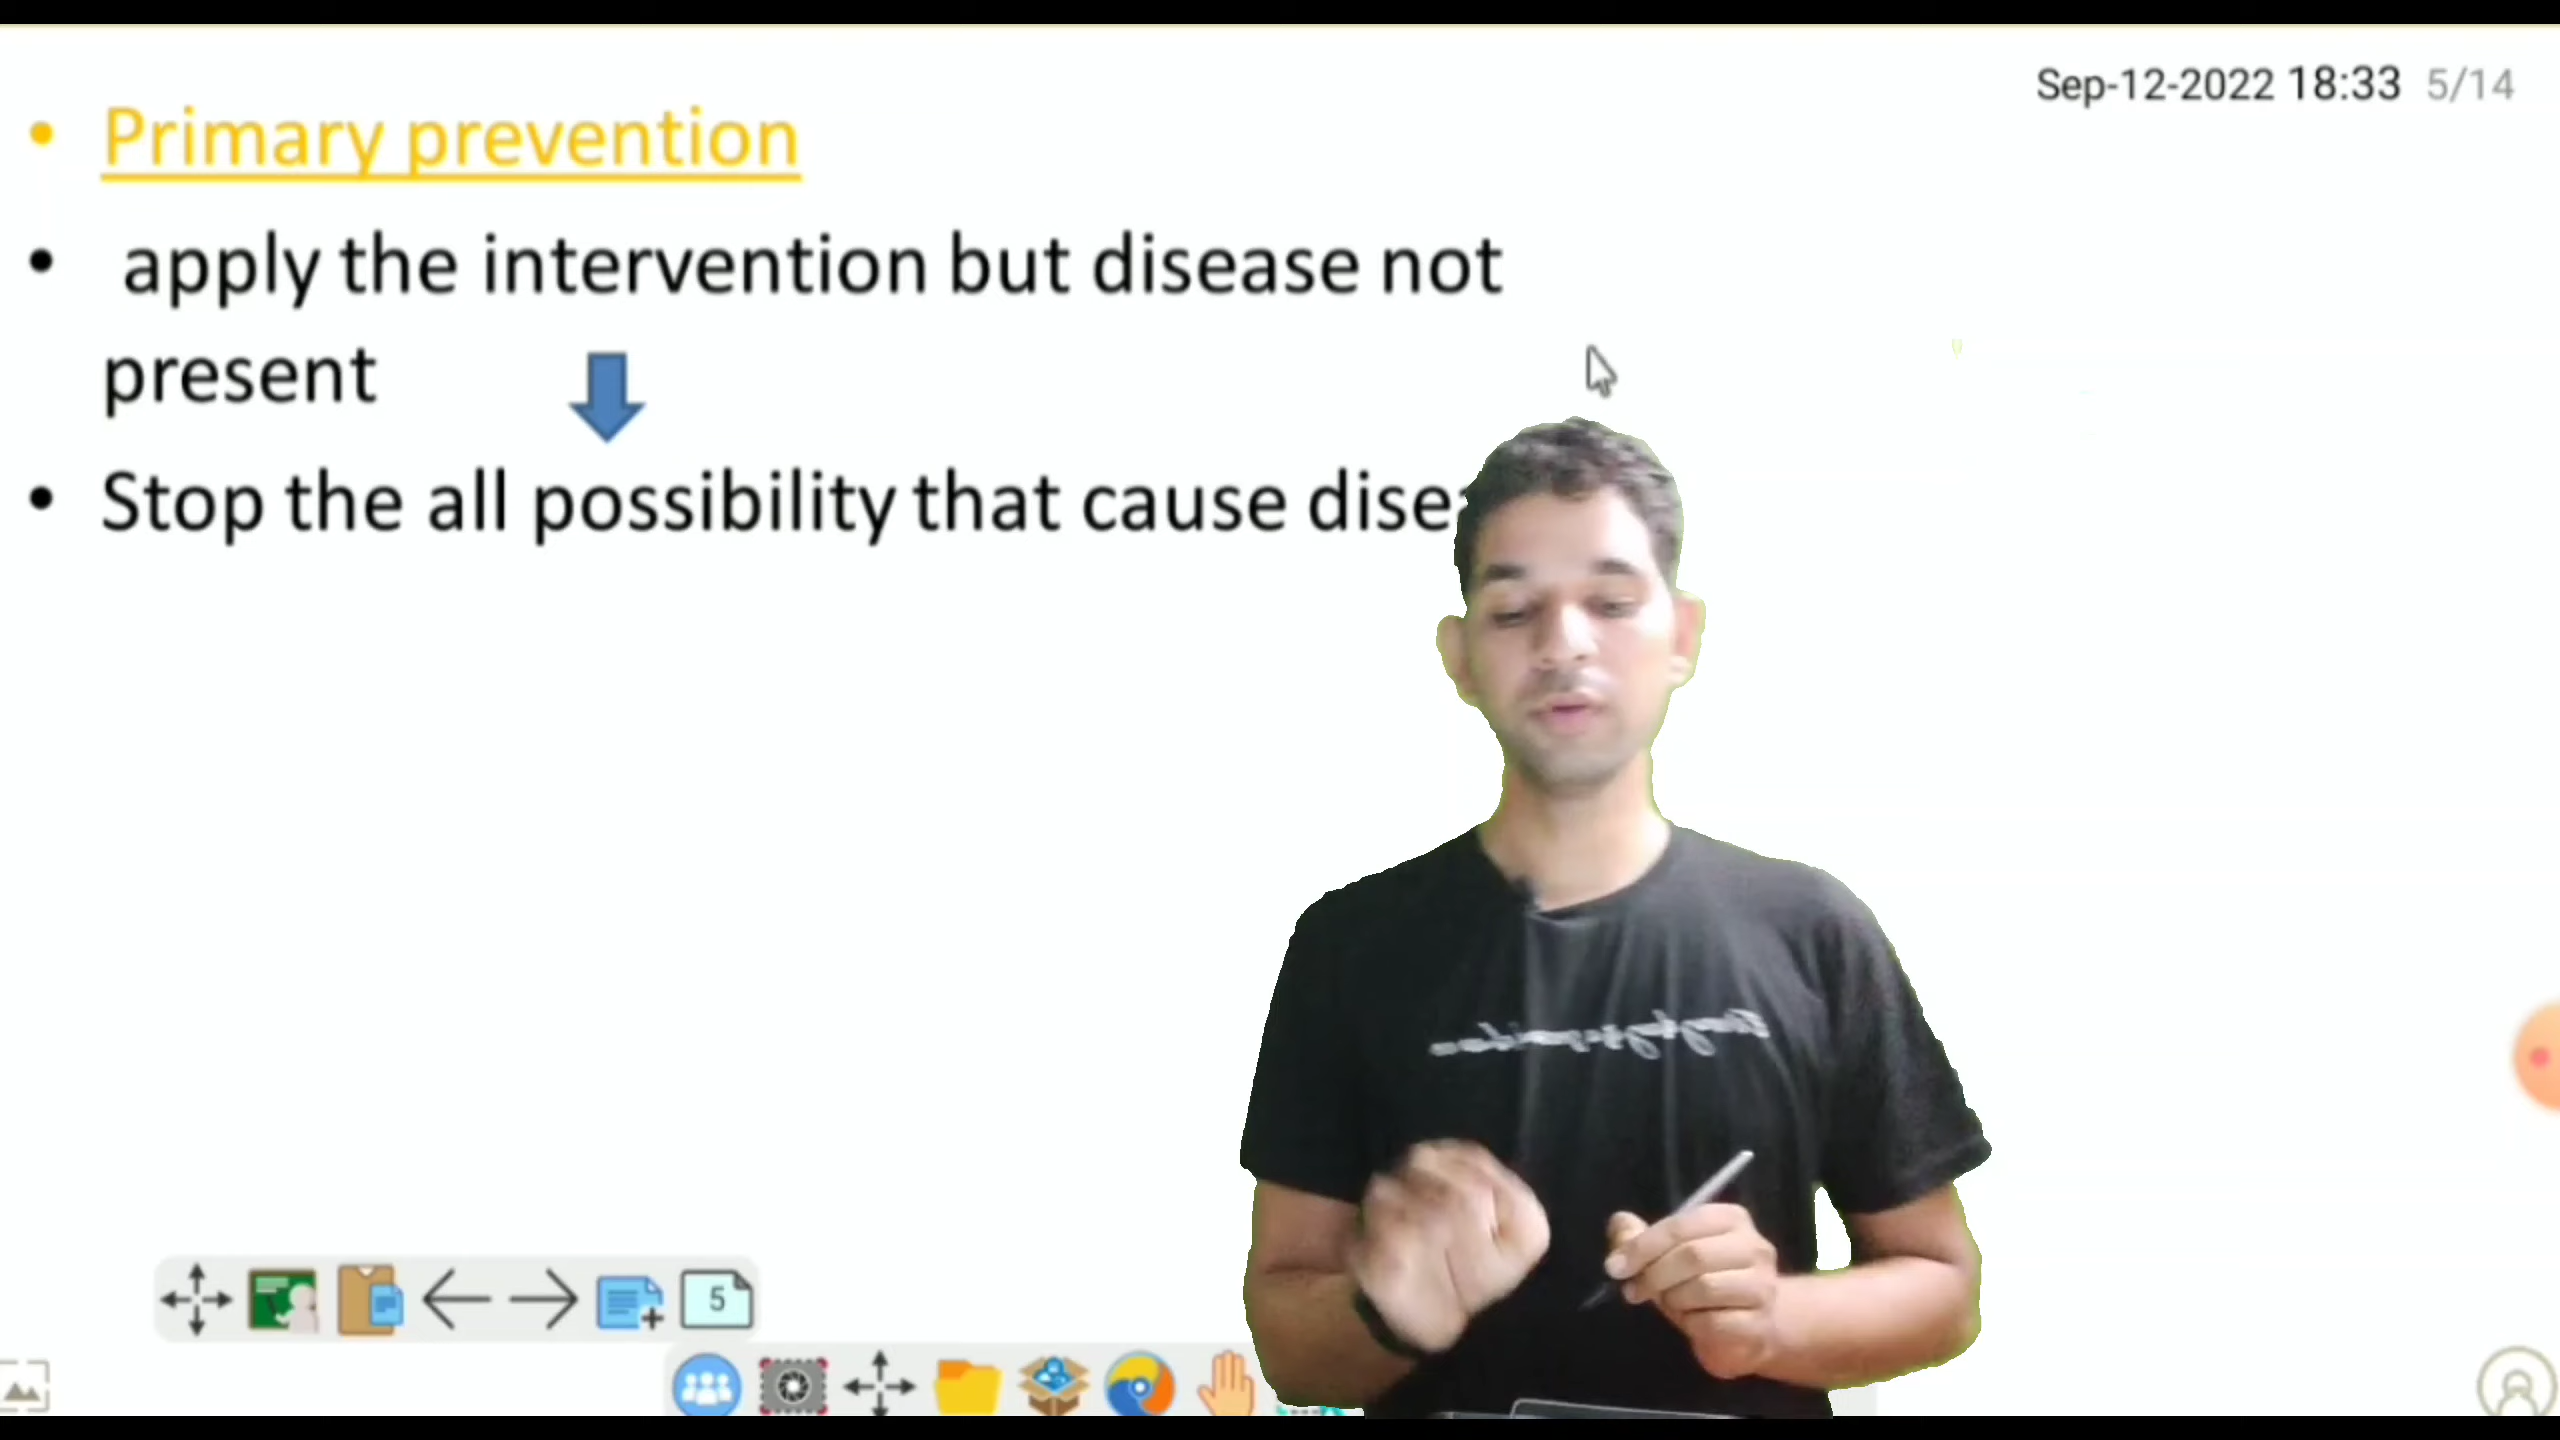 Sep-12-2022 18:33 5/14
• Primary prevention
• apply the intervention but disease not
present
• Stop the all possibility that cause
5